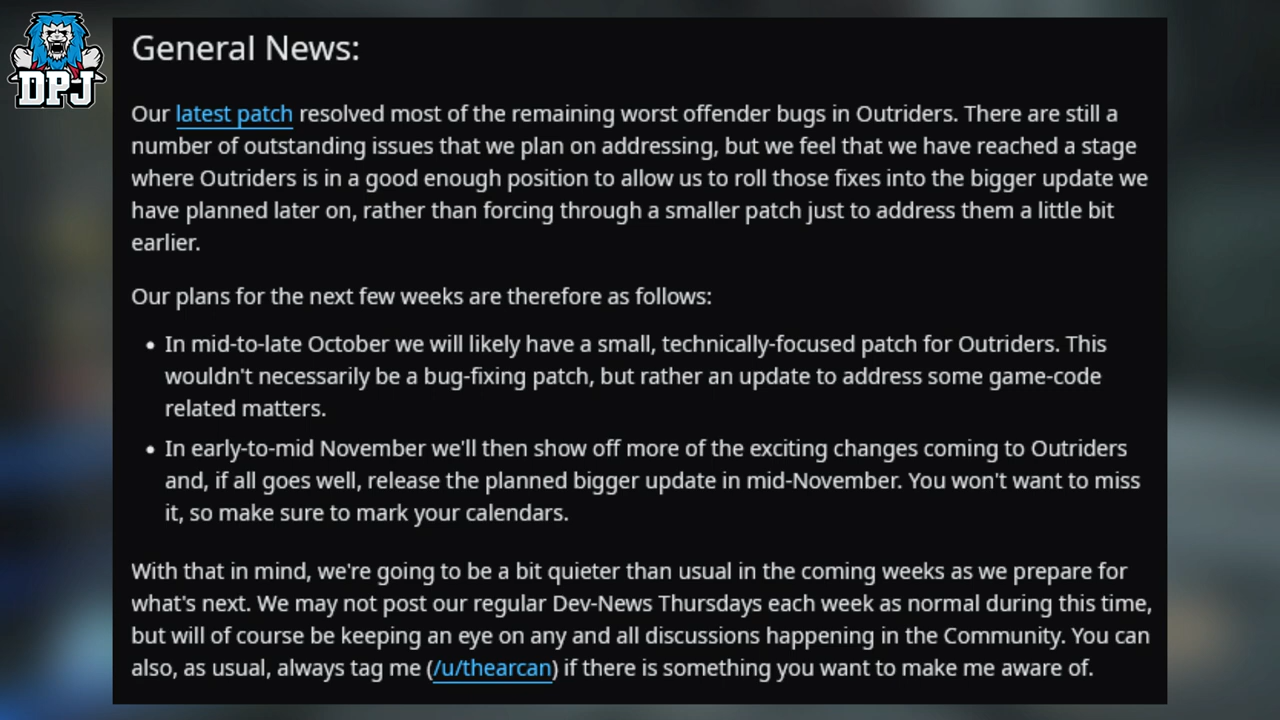 DPJ
General News:
Our latest patch resolved most of the remaining worst offender bugs in Outriders. There are still a
number of outstanding issues that we plan on addressing, but we feel that we have reached a stage
where Outriders is in a good enough position to allow us to roll those fixes into the bigger update we
have planned later on, rather than forcing through a smaller patch just to address them a little bit
earlier.
Our plans for the next few weeks are therefore as follows:
• In mid-to-late October we will likely have a small, technically-focused patch for Outriders. This
wouldn't necessarily be a bug-fixing patch, but rather an update to address some game-code
related matters.
• In early-to-mid November we'll then show off more of the exciting changes coming to Outriders
and, if all goes well, release the planned bigger update in mid-November. You won't want to miss
it, so make sure to mark your calendars.
With that in mind, we're going to be a bit quieter than usual in the coming weeks as we prepare for
what's next. We may not post our regular Dev-News Thursdays each week as normal during this time,
but will of course be keeping an eye on any and all discussions happening in the Community. You can
also, as usual, always tag me (/u/thearcan) if there is something you want to make me aware of.